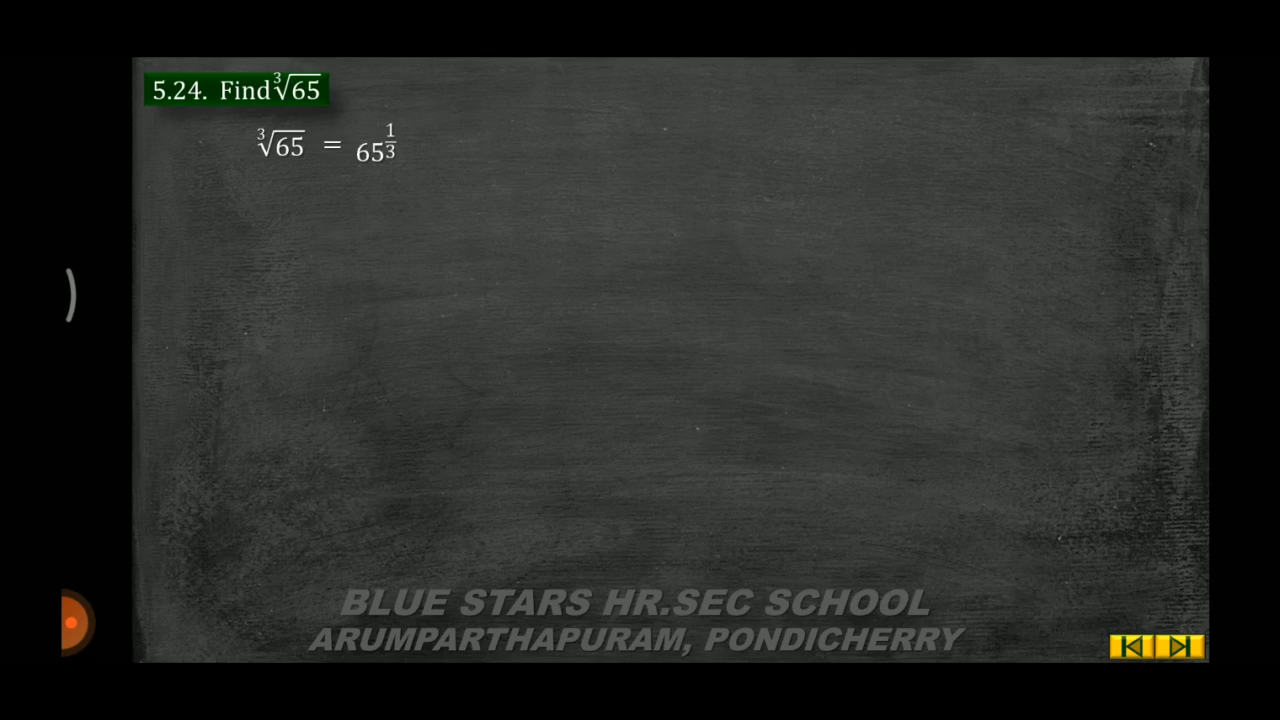 5.24. Find ∛65
∛65 = 65^(1/3)
BLUE STARS HR.SEC SCHOOL
ARUMPARTHAPURAM, PONDICHERRY